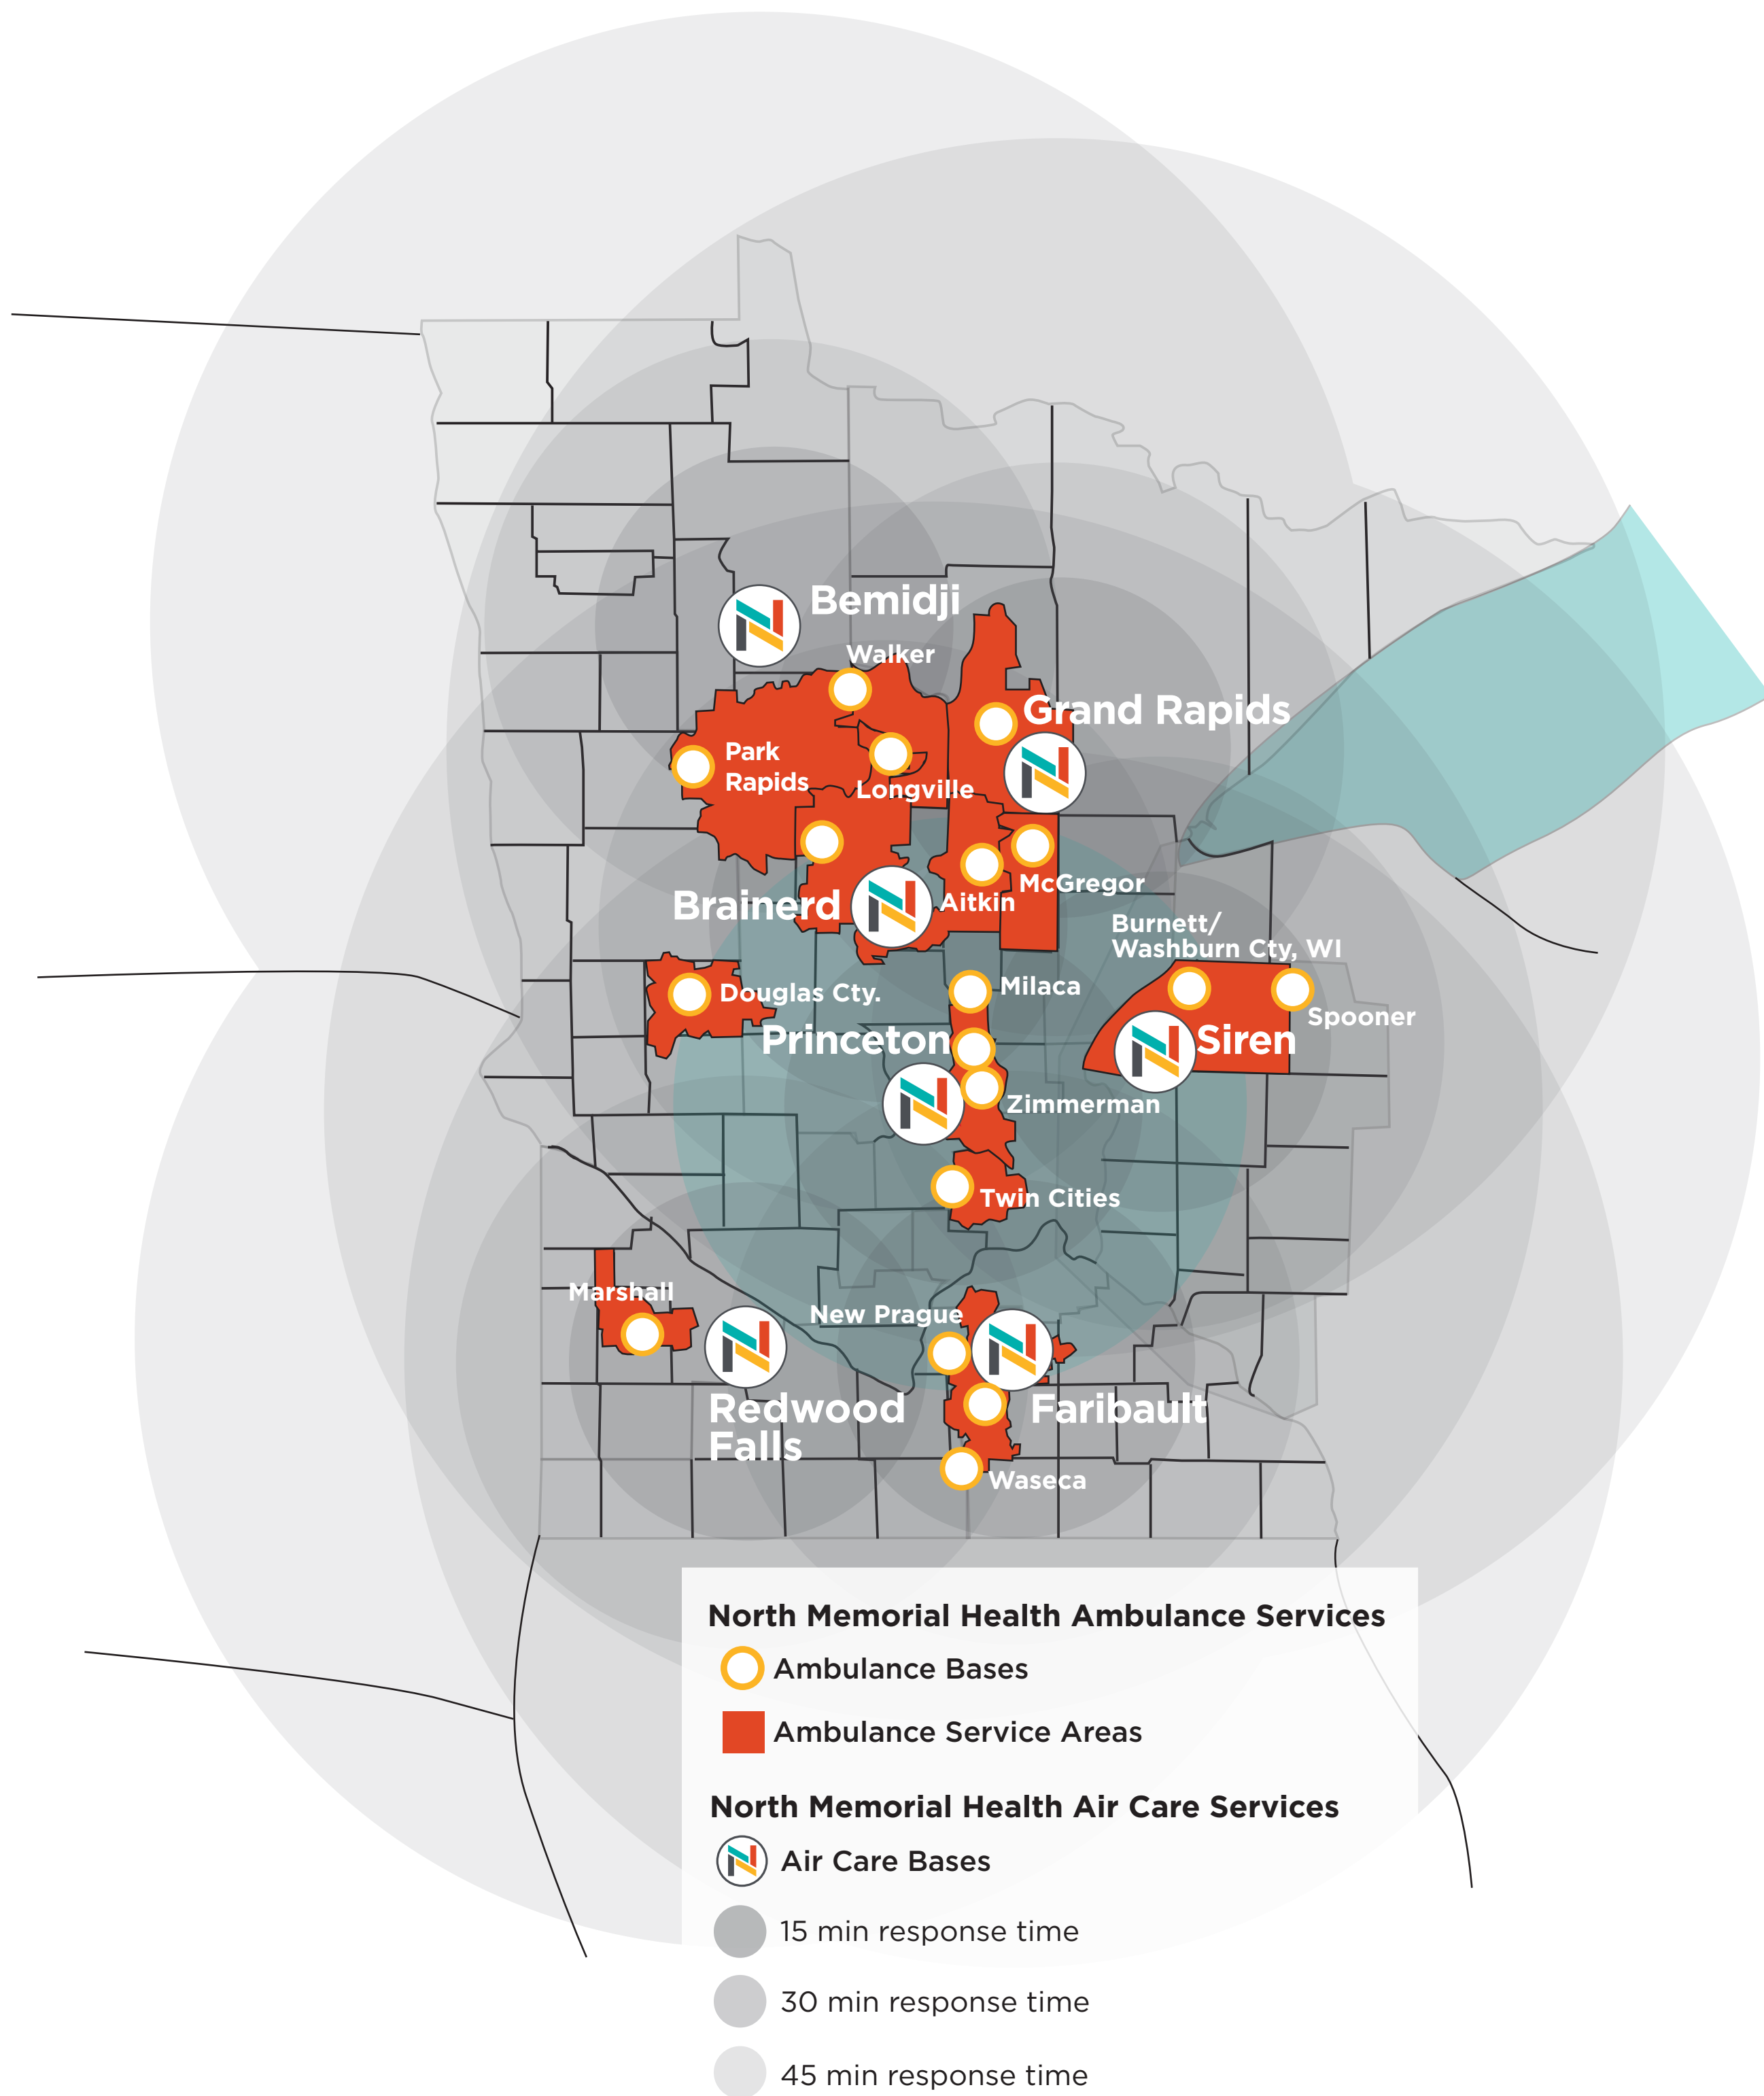 Bemidji
Walker
Grand Rapids
Park
Rapids
Longville
McGregor
Brainerd
Aitkin
Burnett/
Washburn Cty, WI
Milaca
Douglas Cty.
Spooner
Princeton
Siren
Zimmerman
Twin Cities
Marshall
New Prague
Redwood
Falls
Faribault
Waseca
North Memorial Health Ambulance Services
Ambulance Bases
Ambulance Service Areas
North Memorial Health Air Care Services
Air Care Bases
15 min response time
30 min response time
45 min response time